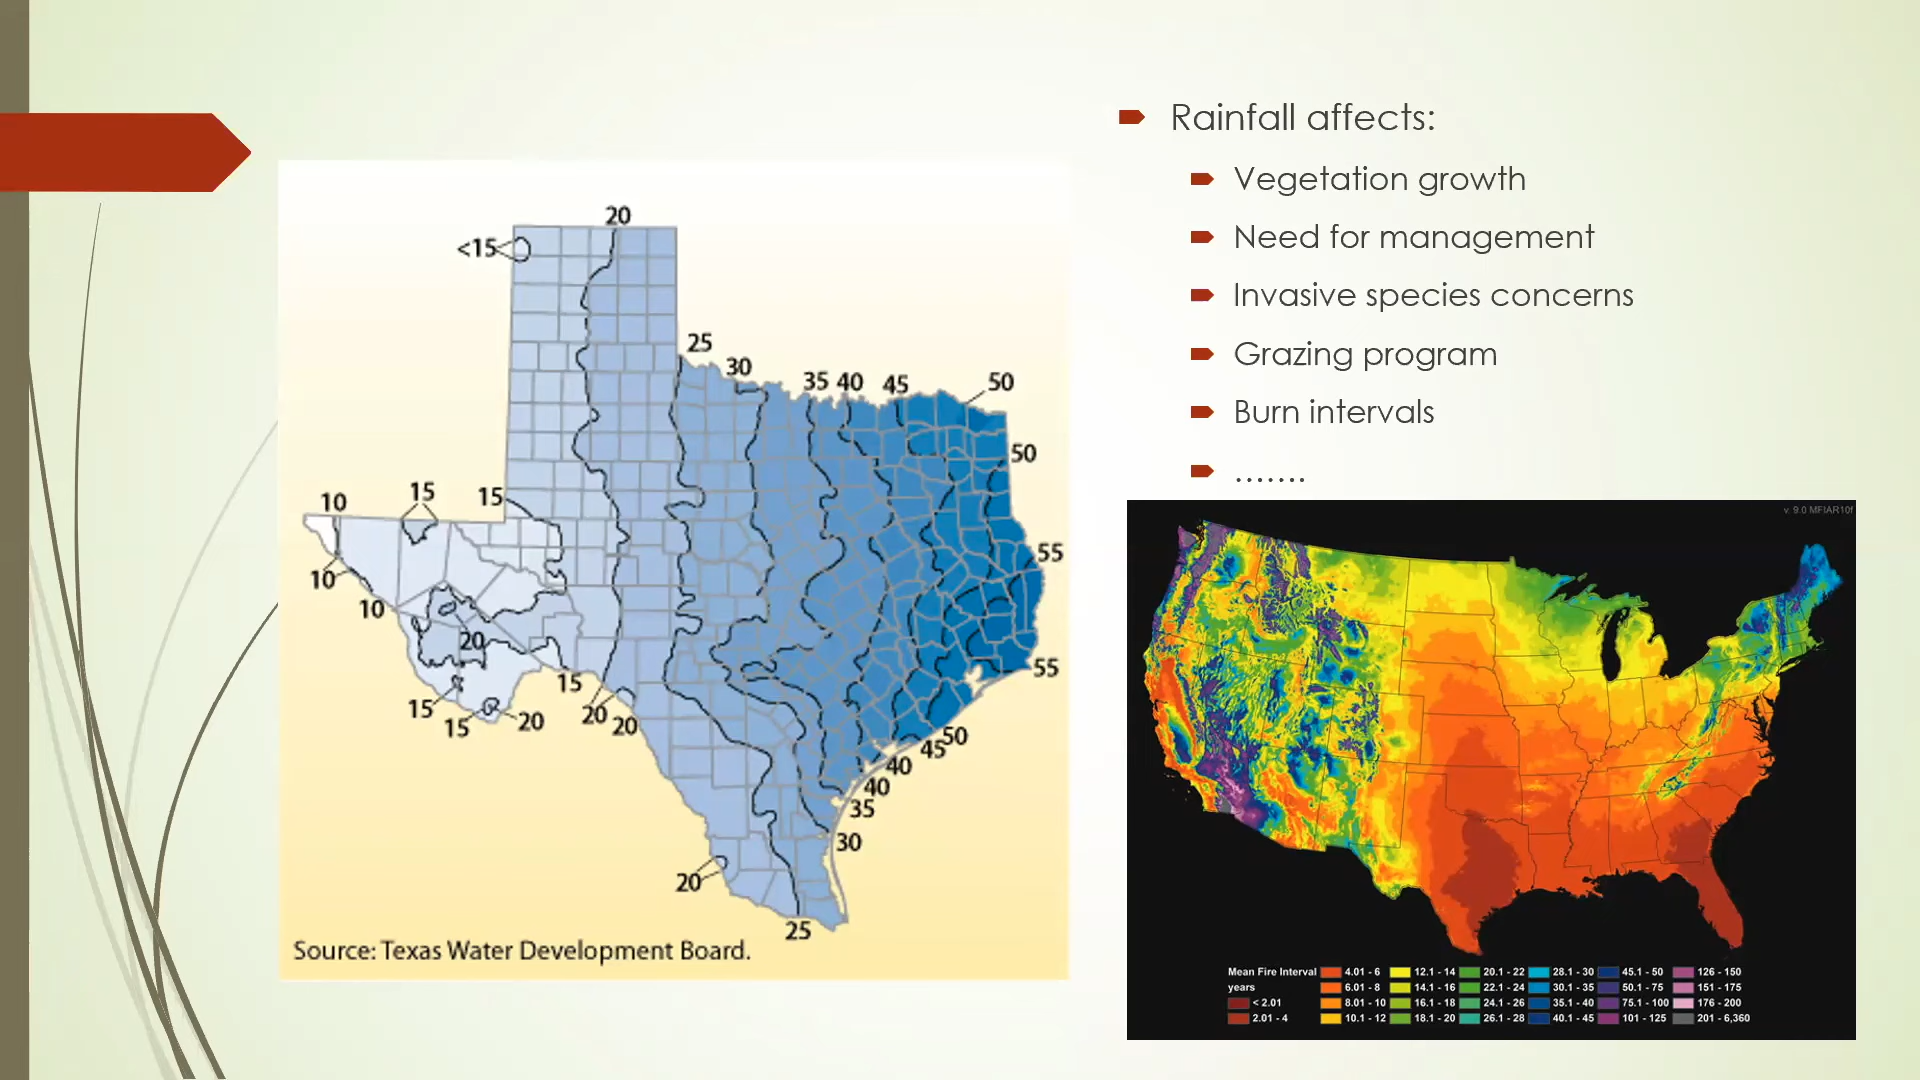 Rainfall affects:
Vegetation growth
Need for management
Invasive species concerns
Grazing program
Burn intervals
.......
20
<15
25
30
35 40 45 50
50
10 15 15
55
10
10
20
55
15
15 15 20 20 20
50
45
40
40
35
30
20
25
Source: Texas Water Development Board.
v. 9.0 MFIAR10f
Mean Fire Interval 4.01 - 6 12.1 - 14 20.1 - 22 28.1 - 30 45.1 - 50 126 - 150
years 6.01 - 8 14.1 - 16 22.1 - 24 30.1 - 35 50.1 - 75 151 - 175
< 2.01 8.01 - 10 16.1 - 18 24.1 - 26 35.1 - 40 75.1 - 100 176 - 200
2.01 - 4 10.1 - 12 18.1 - 20 26.1 - 28 40.1 - 45 101 - 125 201 - 6,360